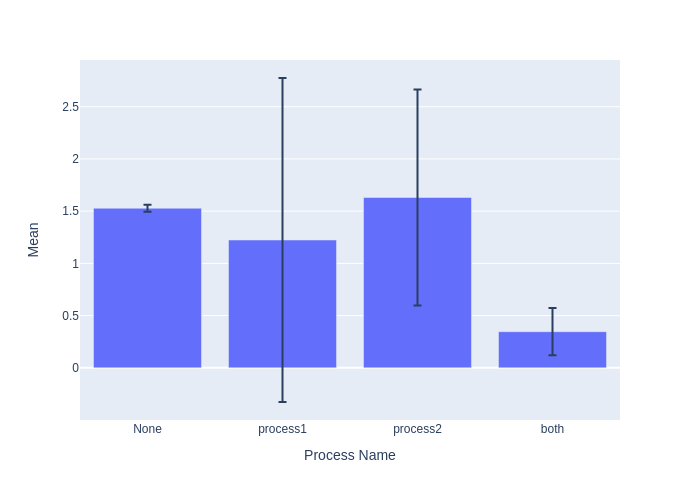 2.5
2
1.5
1
0.5
0
Mean
None
process1
process2
both
Process Name